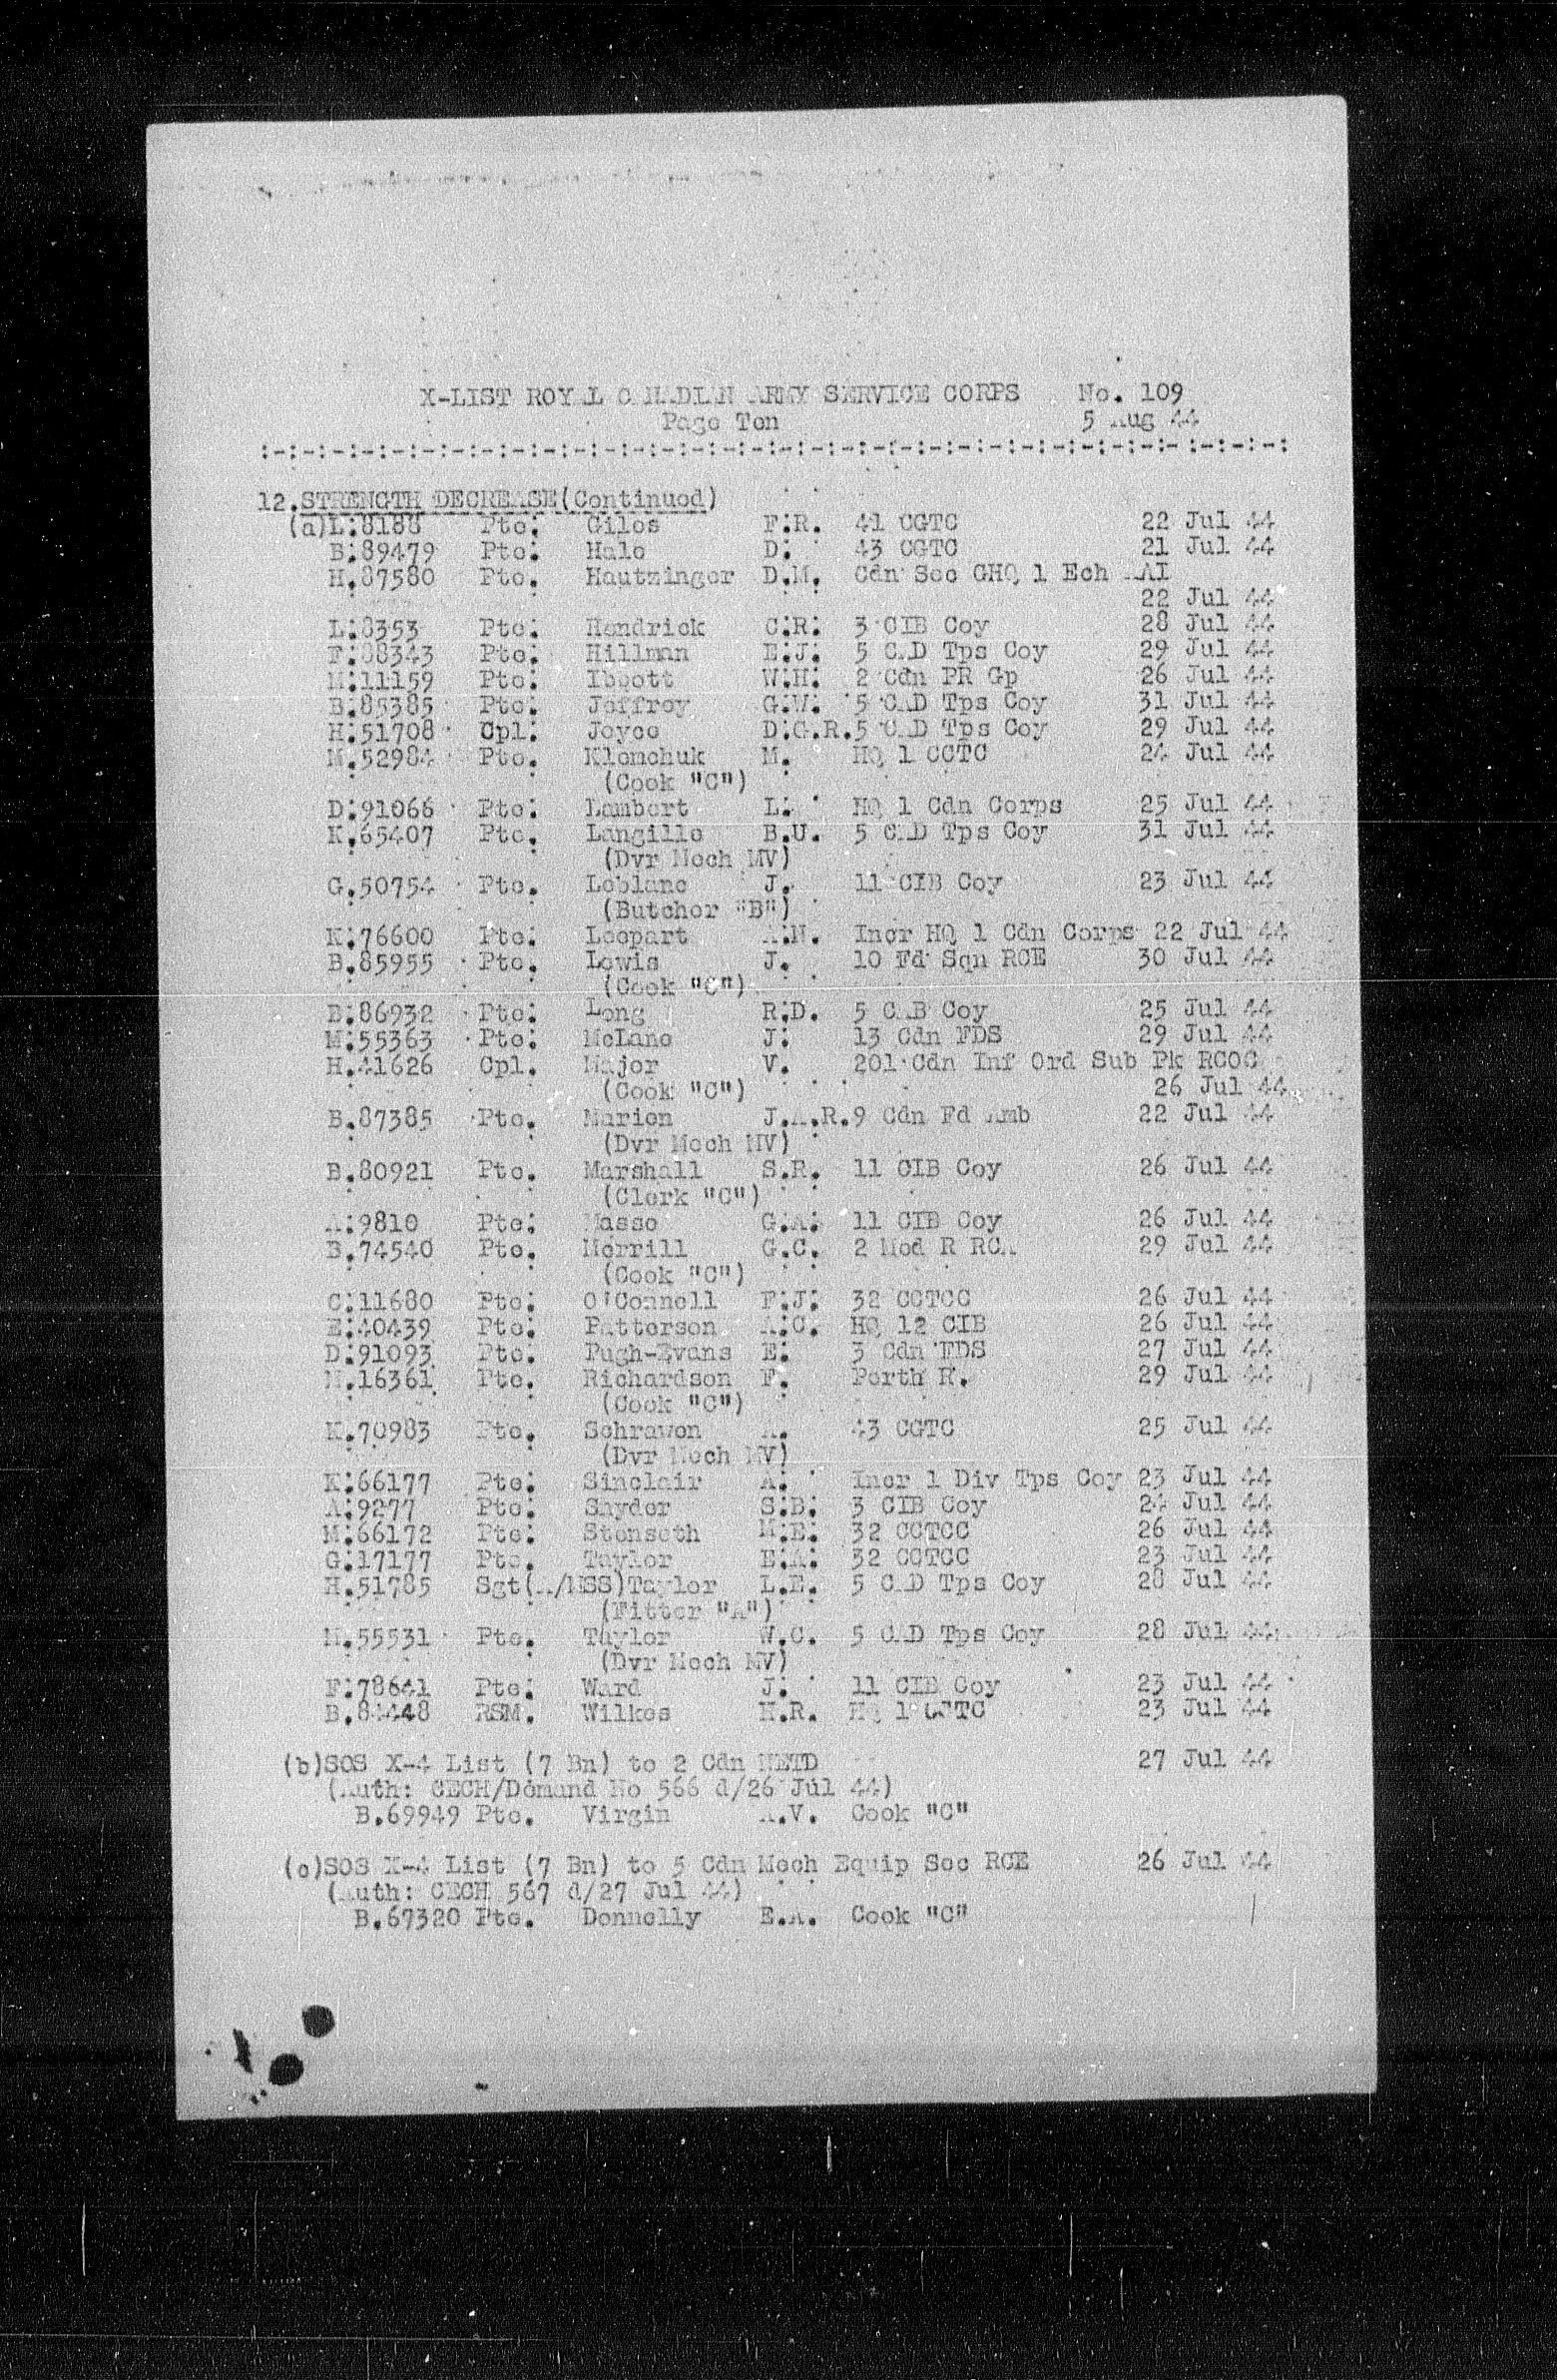 X-LIST ROYAL CANADIAN ARMY SERVICE CORPS No. 109
Page Ten 5 Aug 44
:-:-:-:-:-:-:-:-:-:-:-:-:-:-:-:-:-:-:-:-:-:-:-:-:-:-:-:-:-:-:-:-:-:-:
12.STRENGTH DECREASE(Continued)
(a)L.8188 Pte. Giles F.R. 41 CGTC 22 Jul 44
B.89479 Pte. Hale D. 43 CGTC 21 Jul 44
H.87580 Pte. Hautzinger D.M. Cdn Sec GHQ 1 Ech AAI
22 Jul 44
L.8353 Pte. Hendrick C.R. 3 CIB Coy 28 Jul 44
F.88343 Pte. Hillman E.J. 5 CAD Tps Coy 29 Jul 44
M.11159 Pte. Ibbott W.H. 2 Cdn PR Gp 26 Jul 44
B.85385 Pte. Jeffrey G.W. 5 CAD Tps Coy 31 Jul 44
H.51708 Cpl. Joyce D.G.R.5 CAD Tps Coy 29 Jul 44
M.52984 Pte. Klemchuk M. HQ 1 CCTC 24 Jul 44
(Cook "C")
D.91066 Pte. Lambert L. HQ 1 Cdn Corps 25 Jul 44
K.65407 Pte. Langille B.U. 5 CAD Tps Coy 31 Jul 44
(Dvr Mech MV)
G.50754 Pte. Leblanc J. 11 CIB Coy 23 Jul 44
(Butcher "B")
K.76600 Pte. Leepart A.N. Incr HQ 1 Cdn Corps 22 Jul 44
B.85955 Pte. Lewis J. 10 Fd Sqn RCE 30 Jul 44
(Cook "C")
B.86932 Pte. Long R.D. 5 CAB Coy 25 Jul 44
M.55363 Pte. McLane J. 13 Cdn FDS 29 Jul 44
H.41626 Cpl. Major V. 201 Cdn Inf Ord Sub Pk RCOC
(Cook "C") 26 Jul 44
B.87385 Pte. Marion J.A.R.9 Cdn Fd Amb 22 Jul 44
(Dvr Mech MV)
B.80921 Pte. Marshall S.R. 11 CIB Coy 26 Jul 44
(Clerk "C")
A.9810 Pte. Masse G.A. 11 CIB Coy 26 Jul 44
B.74540 Pte. Merrill G.C. 2 Med R RCA 29 Jul 44
(Cook "C")
C.11680 Pte. O'Connell F.J. 32 CCTCC 26 Jul 44
E.40439 Pte. Patterson A.C. HQ 12 CIB 26 Jul 44
D.91093 Pte. Pugh-Evans E. 3 Cdn FDS 27 Jul 44
H.16361 Pte. Richardson F. Perth R. 29 Jul 44
(Cook "C")
K.70983 Pte. Schraven A. 43 CGTC 25 Jul 44
(Dvr Mech MV)
K.66177 Pte. Sinclair A. Incr 1 Div Tps Coy 23 Jul 44
A.9277 Pte. Snyder S.B. 3 CIB Coy 24 Jul 44
M.66172 Pte. Stenseth M.E. 32 CCTCC 26 Jul 44
G.17177 Pte. Taylor E.A. 32 CCTCC 23 Jul 44
H.51785 Sgt(A/MSS)Taylor L.E. 5 CAD Tps Coy 28 Jul 44
(Fitter "A")
M.55531 Pte. Taylor W.C. 5 CAD Tps Coy 28 Jul 44
(Dvr Mech MV)
F.78641 Pte. Ward J. 11 CIB Coy 23 Jul 44
B.84448 RSM. Wilkes H.R. HQ 1 CTC 23 Jul 44
(b)SOS X-4 List (7 Bn) to 2 Cdn NETD 27 Jul 44
(Auth: CECH/Demand No 566 d/26 Jul 44)
B.69949 Pte. Virgin A.V. Cook "C"
(c)SOS X-4 List (7 Bn) to 5 Cdn Mech Equip Sec RCE 26 Jul 44
(Auth: CECH 567 d/27 Jul 44)
B.67320 Pte. Donnelly E.A. Cook "C"